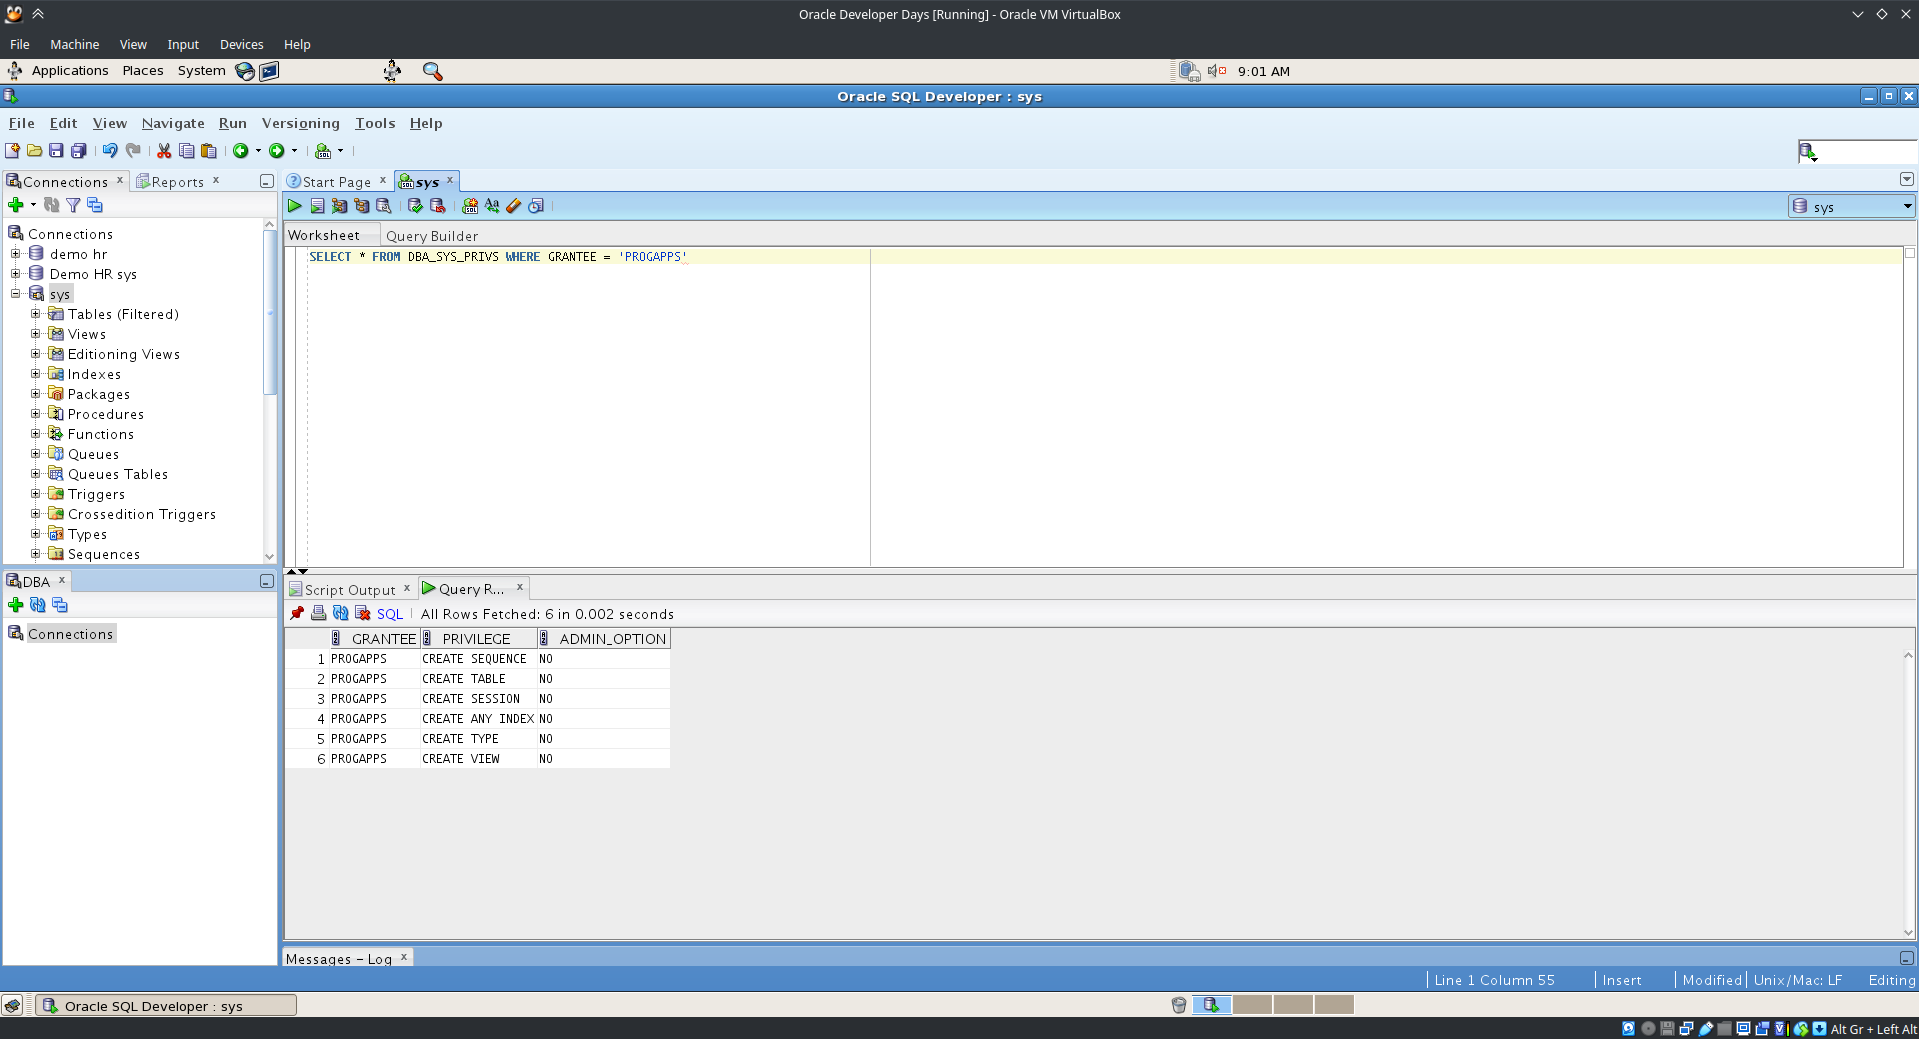 Oracle Developer Days [Running] - Oracle VM VirtualBox
File Machine View Input Devices Help
Applications Places System 9:01 AM
Oracle SQL Developer : sys
File Edit View Navigate Run Versioning Tools Help
Connections x Reports x Start Page x sys x
sys
Worksheet Query Builder
SELECT * FROM DBA_SYS_PRIVS WHERE GRANTEE = 'PROGAPPS'
Connections
demo hr
Demo HR sys
sys
Tables (Filtered)
Views
Editioning Views
Indexes
Packages
Procedures
Functions
Queues
Queues Tables
Triggers
Crossedition Triggers
Types
Sequences
DBA x
Connections
Script Output x Query R... x
SQL All Rows Fetched: 6 in 0.002 seconds
GRANTEE PRIVILEGE ADMIN_OPTION
1 PROGAPPS CREATE SEQUENCE NO
2 PROGAPPS CREATE TABLE NO
3 PROGAPPS CREATE SESSION NO
4 PROGAPPS CREATE ANY INDEX NO
5 PROGAPPS CREATE TYPE NO
6 PROGAPPS CREATE VIEW NO
Messages - Log x
Line 1 Column 55 Insert Modified Unix/Mac: LF Editing
Oracle SQL Developer : sys
Alt Gr + Left Alt